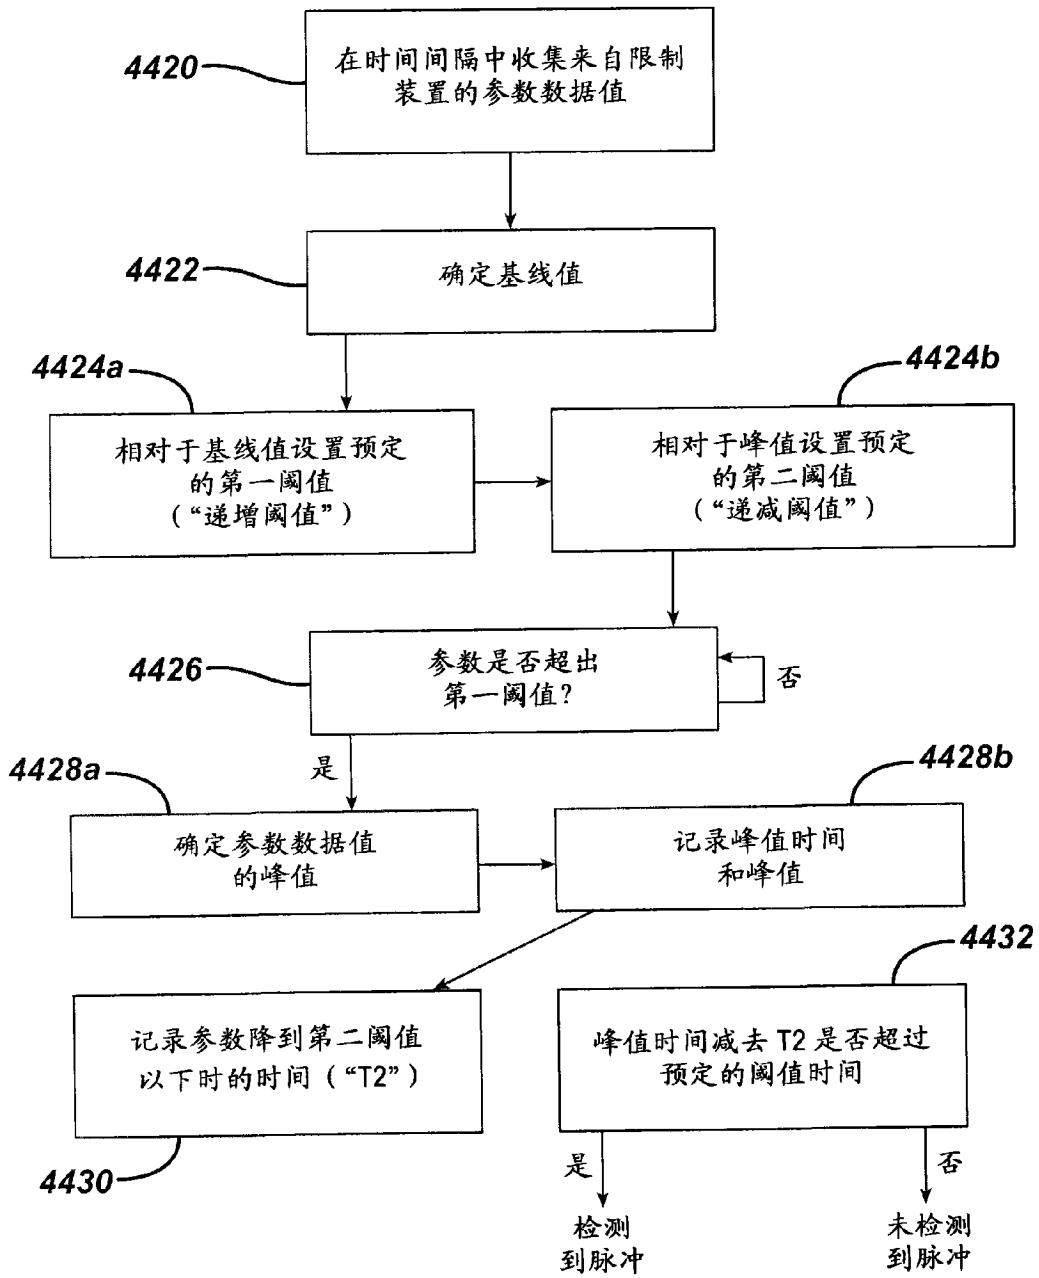 4420
在时间间隔中收集来自限制
装置的参数数据值
4422
确定基线值
4424a
相对于基线值设置预定
的第一阈值
(“递增阈值”)
4424b
相对于峰值设置预定
的第二阈值
(“递减阈值”)
4426
参数是否超出
第一阈值?
否
是
4428a
确定参数数据值
的峰值
4428b
记录峰值时间
和峰值
4432
记录参数降到第二阈值
以下时的时间(“T2”)
4430
峰值时间减去T2是否超过
预定的阈值时间
是
否
检测
到脉冲
未检测
到脉冲